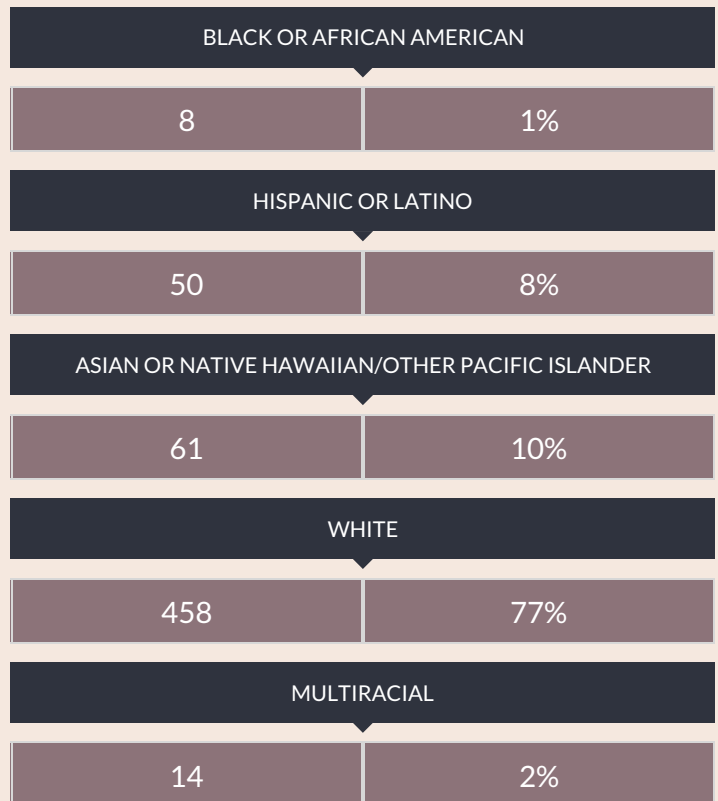 BLACK OR AFRICAN AMERICAN
8 1%
HISPANIC OR LATINO
50 8%
ASIAN OR NATIVE HAWAIIAN/OTHER PACIFIC ISLANDER
61 10%
WHITE
458 77%
MULTIRACIAL
14 2%